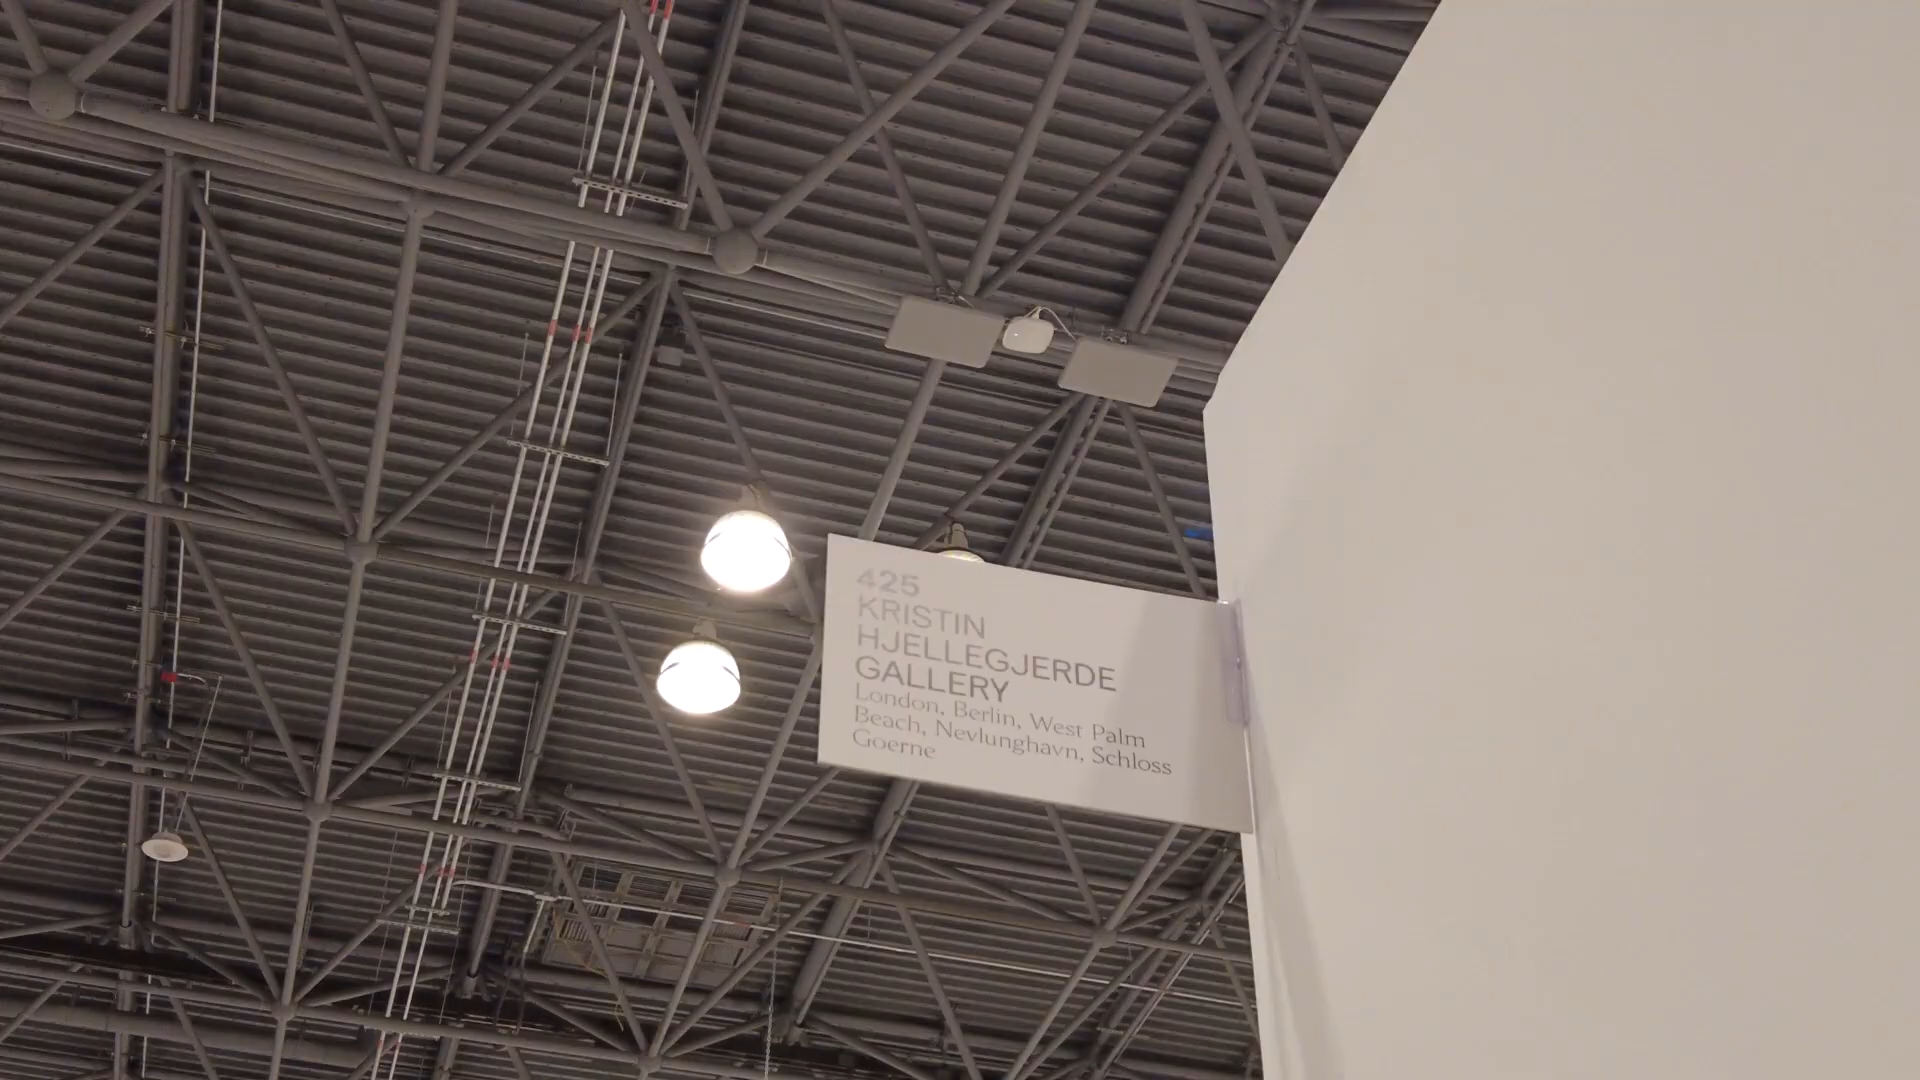 425
KRISTIN
HJELLEGJERDE
GALLERY
London, Berlin, West Palm
Beach, Nevlunghavn, Schloss
Goerne